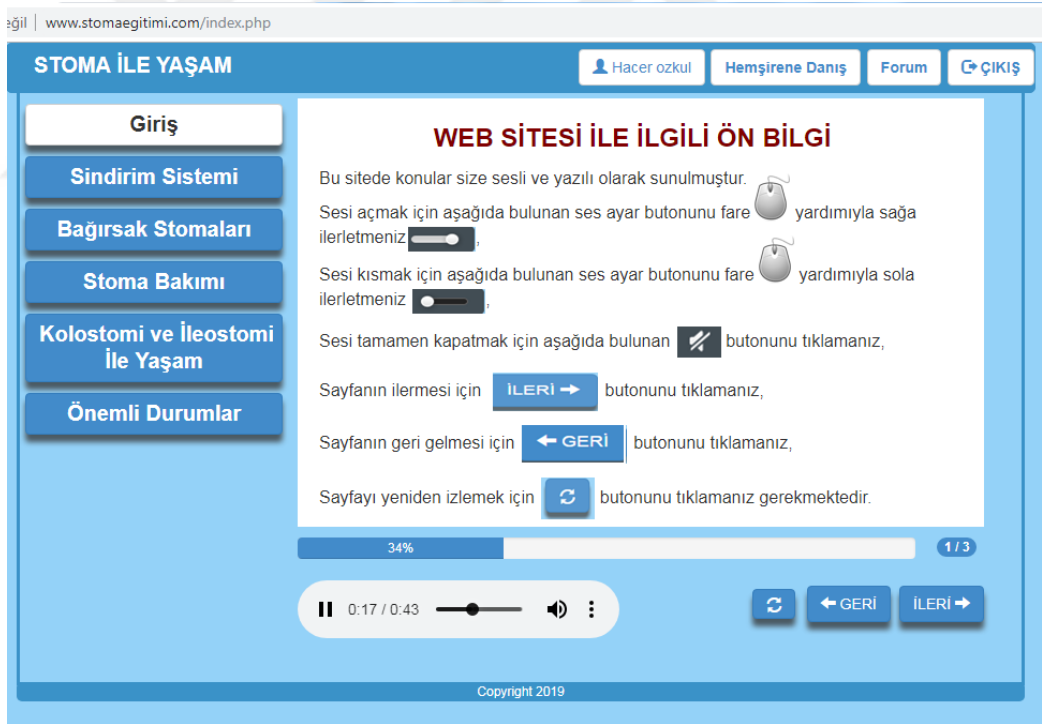 eğil | www.stomaegitimi.com/index.php
STOMA İLE YAŞAM
Hacer ozkul
Hemşirene Danış
Forum
ÇIKIŞ
Giriş
Sindirim Sistemi
Bağırsak Stomaları
Stoma Bakımı
Kolostomi ve İleostomi
İle Yaşam
Önemli Durumlar
WEB SİTESİ İLE İLGİLİ ÖN BİLGİ
Bu sitede konular size sesli ve yazılı olarak sunulmuştur.
Sesi açmak için aşağıda bulunan ses ayar butonunu fare yardımıyla sağa
ilerletmeniz ,
Sesi kısmak için aşağıda bulunan ses ayar butonunu fare yardımıyla sola
ilerletmeniz ,
Sesi tamamen kapatmak için aşağıda bulunan butonunu tıklamanız,
Sayfanın ilermesi için İLERİ → butonunu tıklamanız,
Sayfanın geri gelmesi için ← GERİ butonunu tıklamanız,
Sayfayı yeniden izlemek için butonunu tıklamanız gerekmektedir.
34%
1 / 3
0:17 / 0:43
← GERİ
İLERİ →
Copyright 2019